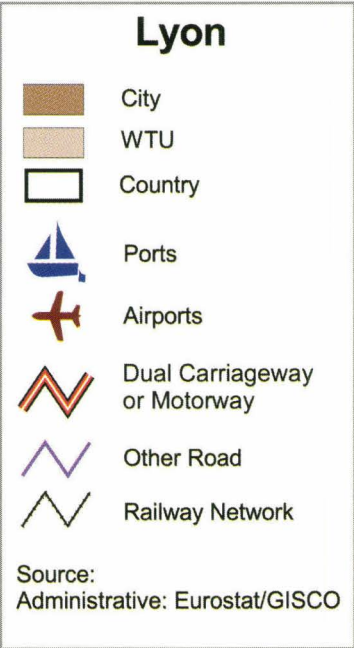 Lyon
City
WTU
Country
Ports
Airports
Dual Carriageway
or Motorway
Other Road
Railway Network
Source:
Administrative: Eurostat/GISCO